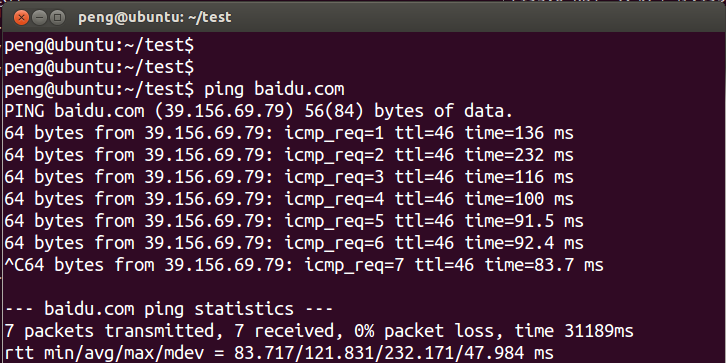 peng@ubuntu: ~/test
peng@ubuntu:~/test$
peng@ubuntu:~/test$
peng@ubuntu:~/test$ ping baidu.com
PING baidu.com (39.156.69.79) 56(84) bytes of data.
64 bytes from 39.156.69.79: icmp_req=1 ttl=46 time=136 ms
64 bytes from 39.156.69.79: icmp_req=2 ttl=46 time=232 ms
64 bytes from 39.156.69.79: icmp_req=3 ttl=46 time=116 ms
64 bytes from 39.156.69.79: icmp_req=4 ttl=46 time=100 ms
64 bytes from 39.156.69.79: icmp_req=5 ttl=46 time=91.5 ms
64 bytes from 39.156.69.79: icmp_req=6 ttl=46 time=92.4 ms
^C64 bytes from 39.156.69.79: icmp_req=7 ttl=46 time=83.7 ms
--- baidu.com ping statistics ---
7 packets transmitted, 7 received, 0% packet loss, time 31189ms
rtt min/avg/max/mdev = 83.717/121.831/232.171/47.984 ms